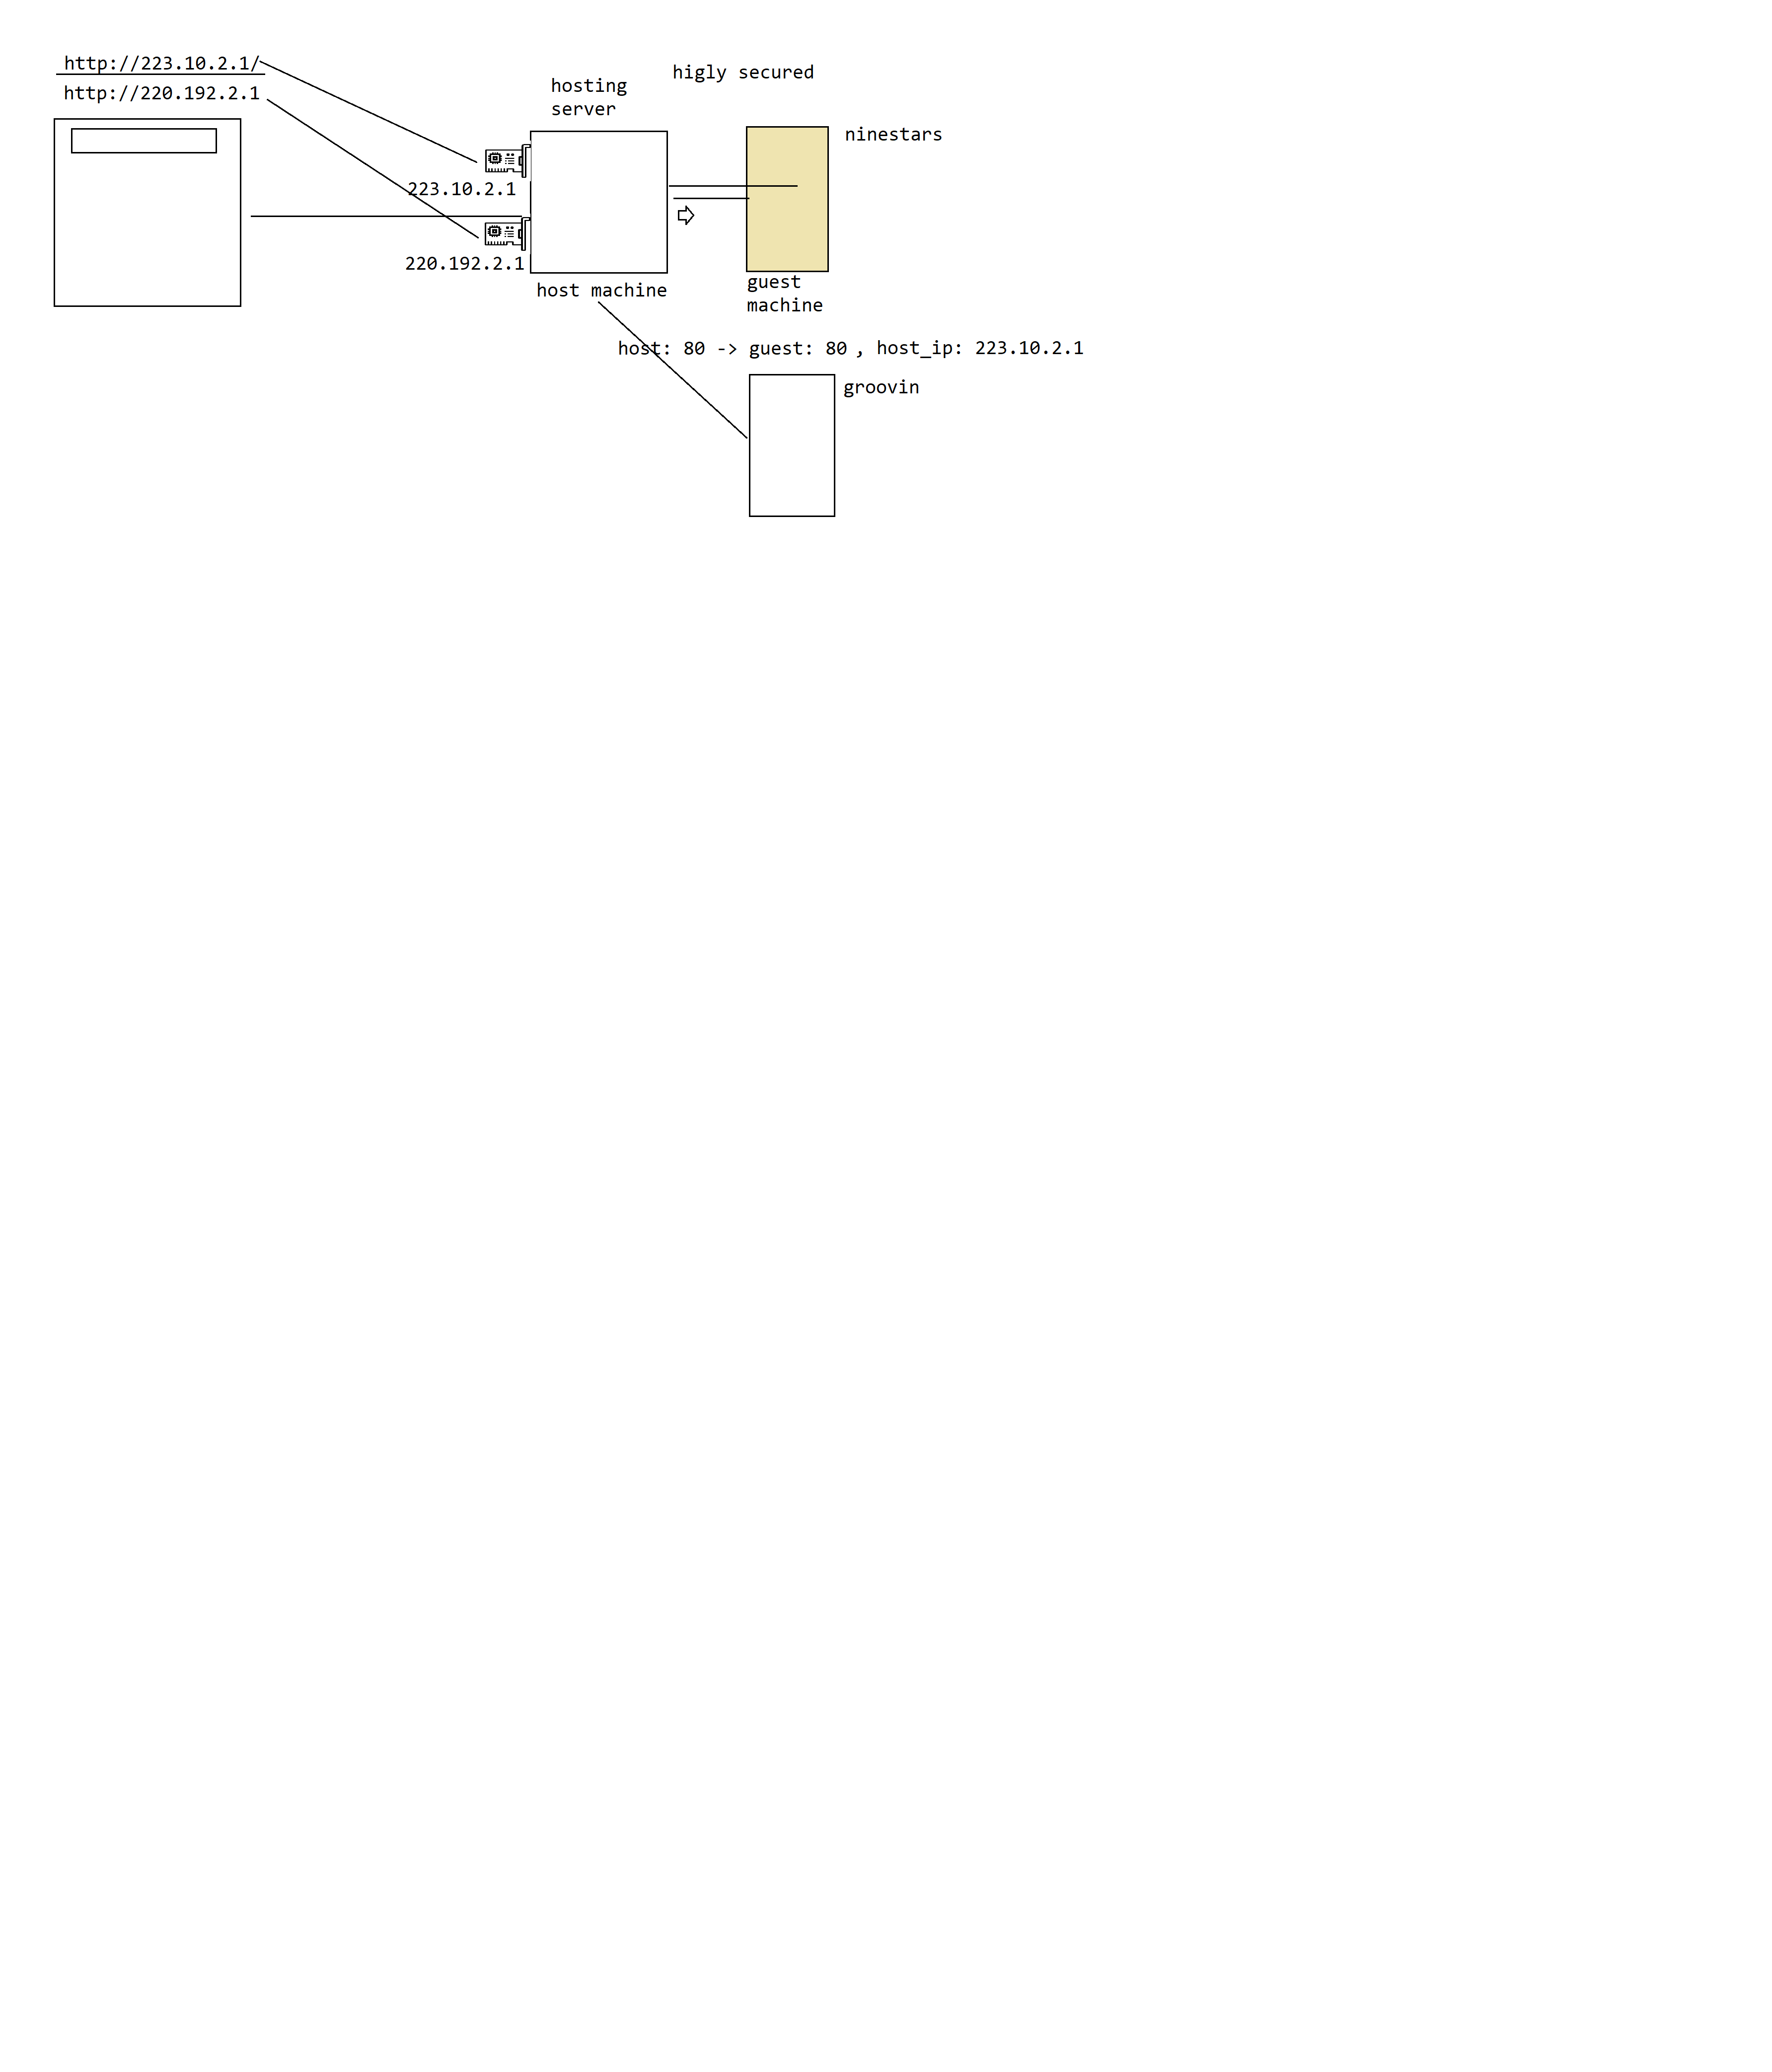 http://223.10.2.1/
http://220.192.2.1
hosting
server
higly secured
ninestars
223.10.2.1
220.192.2.1
host machine
guest
machine
host: 80 -> guest: 80 , host_ip: 223.10.2.1
groovin